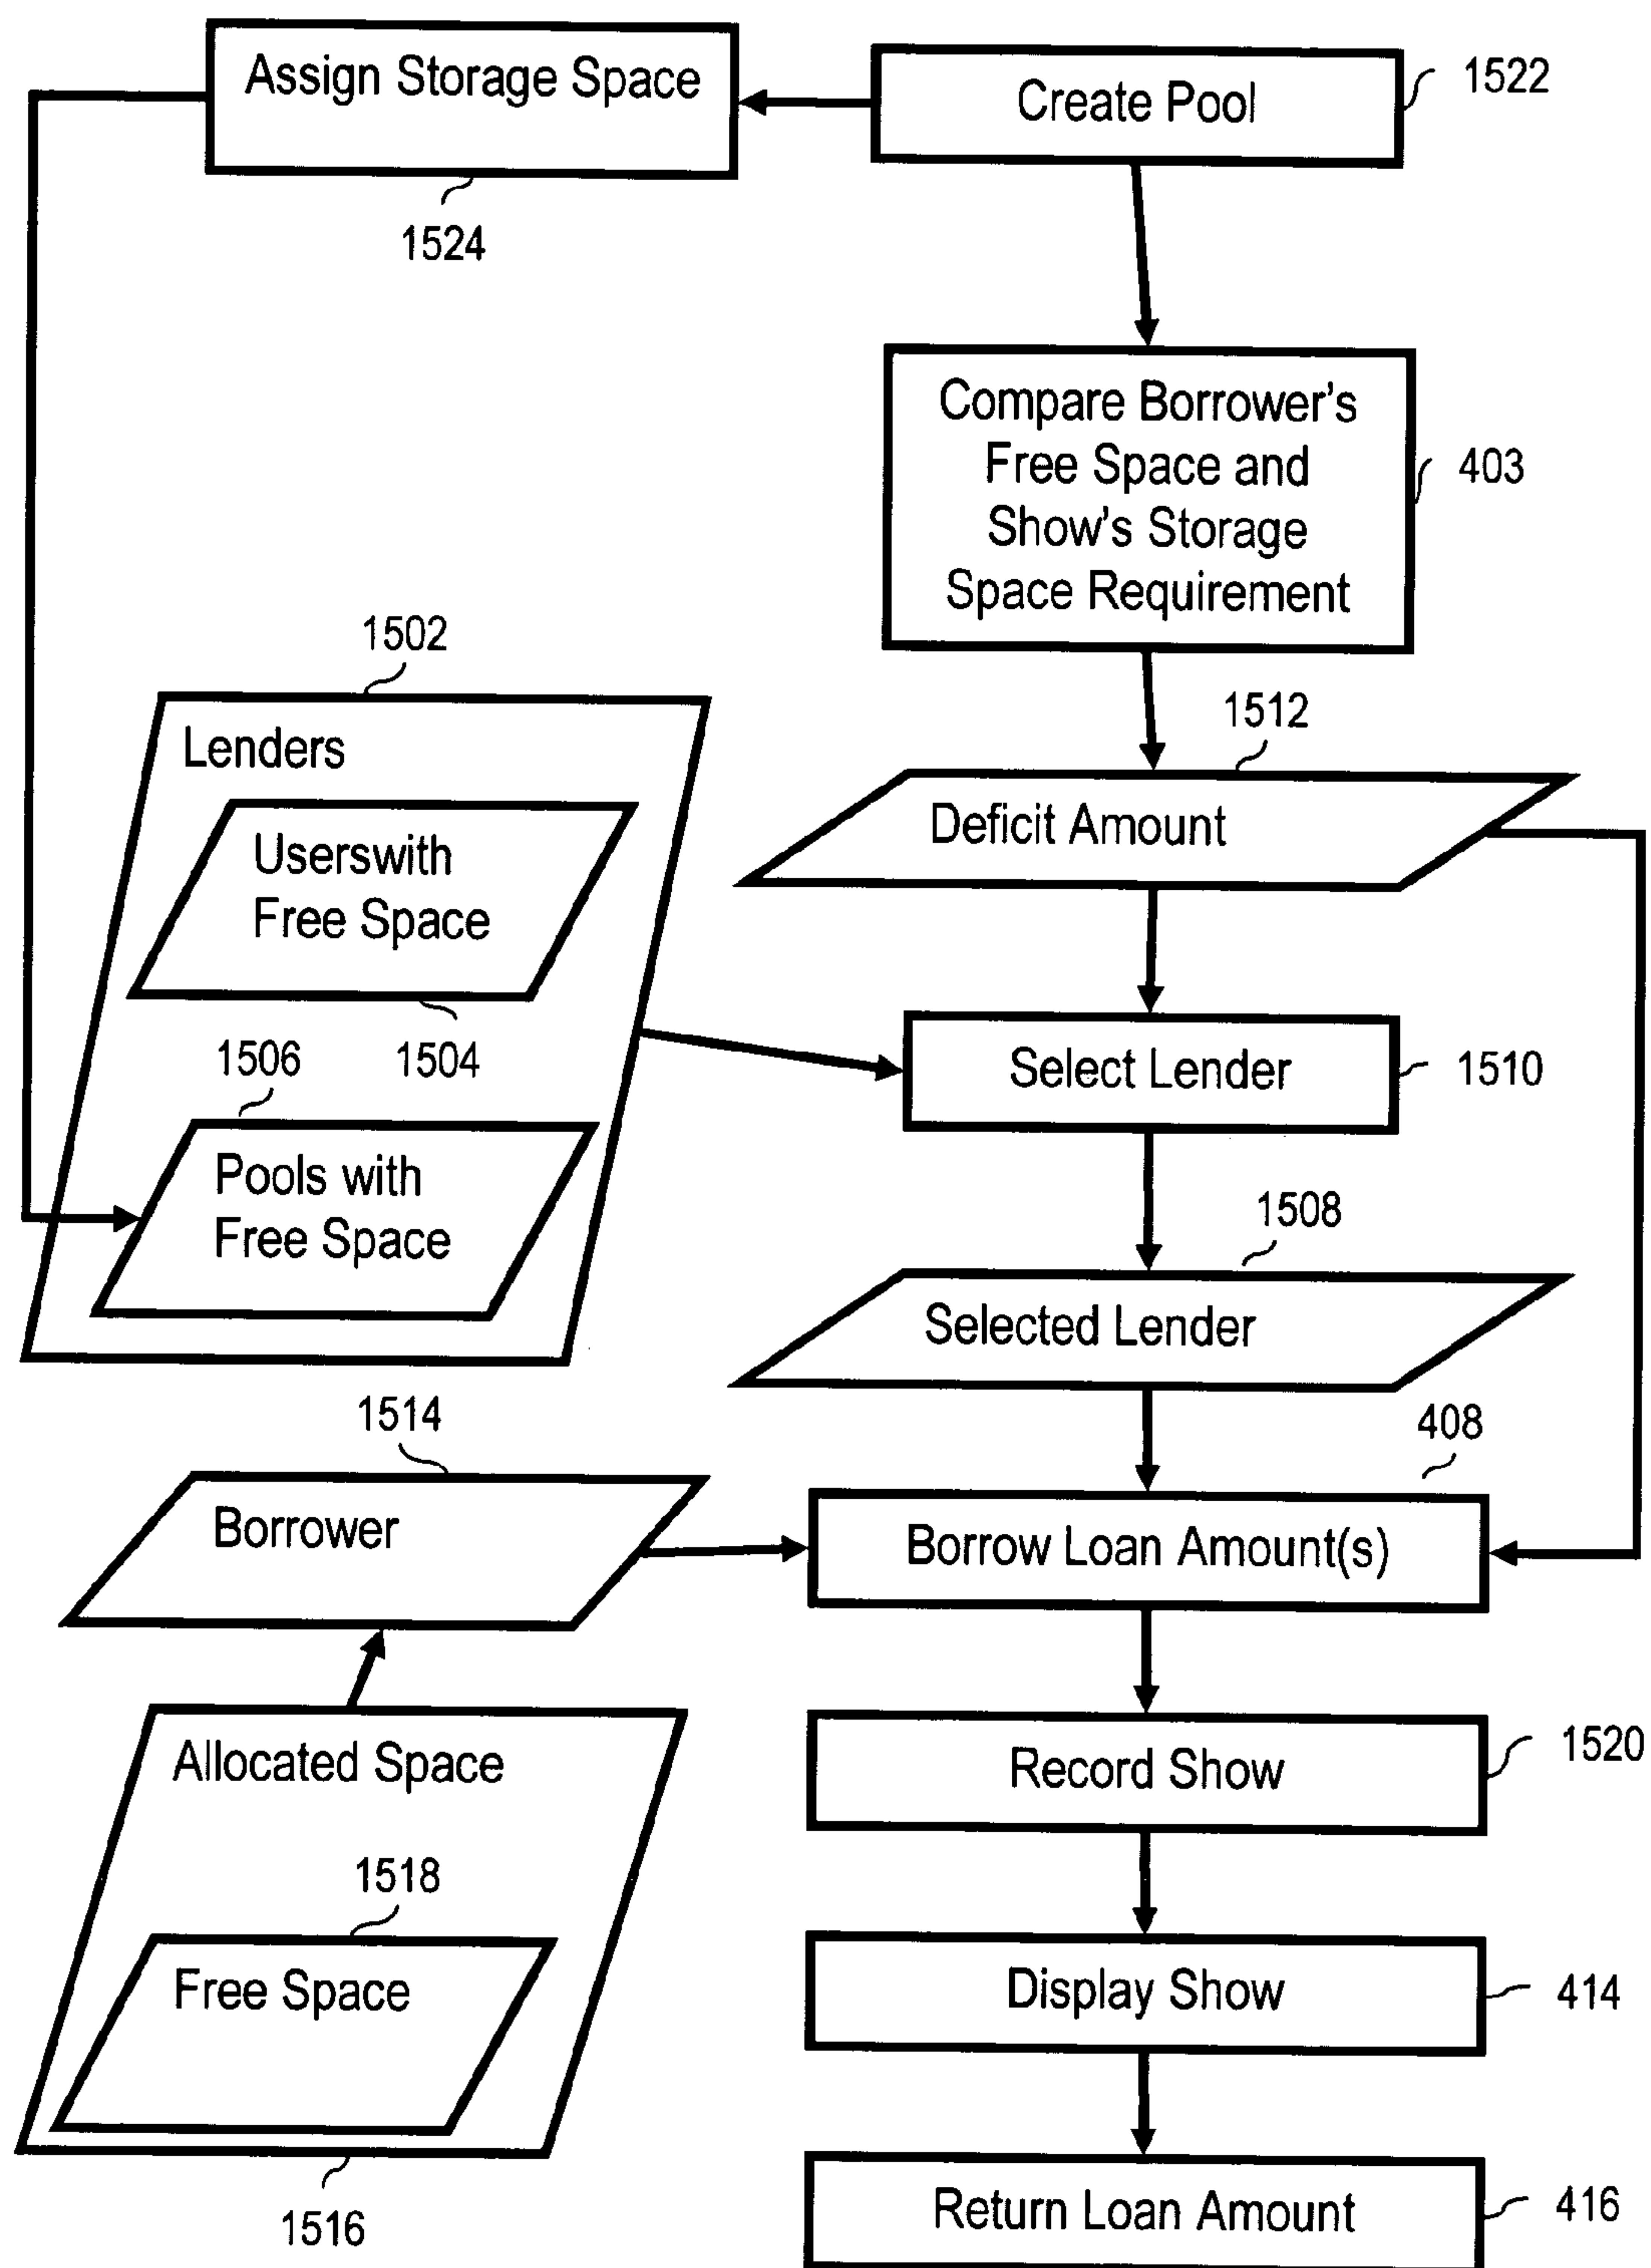 Assign Storage Space
Create Pool
1522
1524
Compare Borrower's
Free Space and
Show's Storage
Space Requirement
403
1502
Lenders
1512
Deficit Amount
Userswith
Free Space
1504
1506
Select Lender
1510
Pools with
Free Space
1508
Selected Lender
1514
408
Borrower
Borrow Loan Amount(s)
Allocated Space
Record Show
1520
1518
Free Space
Display Show
414
1516
Return Loan Amount
416